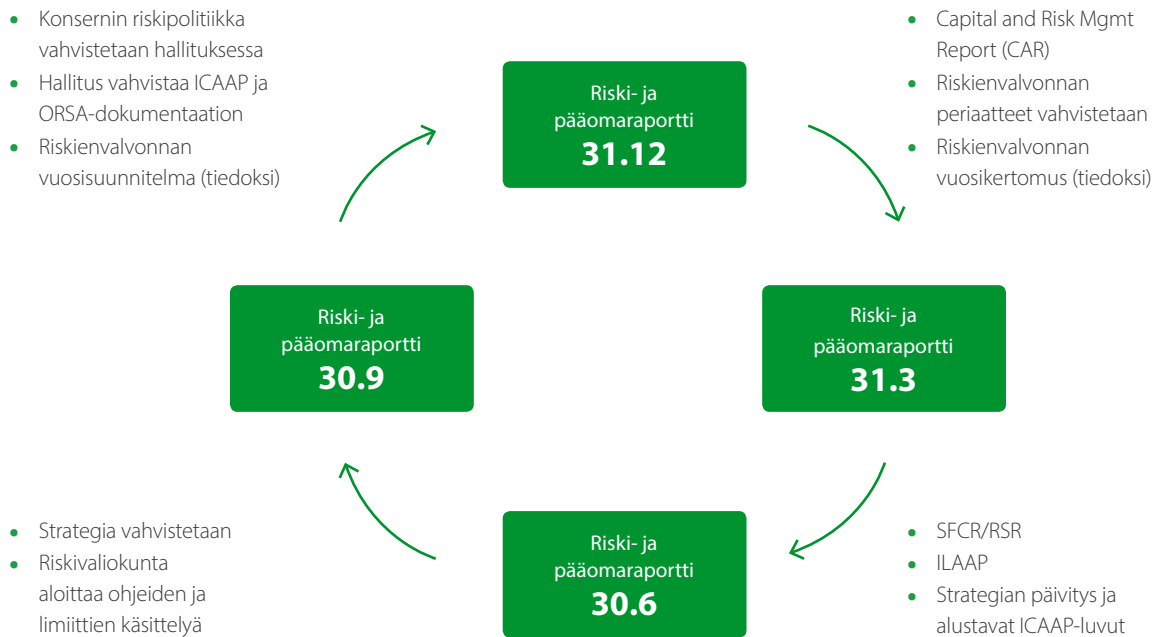 • Konsernin riskipolitiikka
vahvistetaan hallituksessa
• Hallitus vahvistaa ICAAP ja
ORSA-dokumentaation
• Riskienvalvonnan
vuosisuunnitelma (tiedoksi)
Riski- ja
pääomaraportti
31.12
• Capital and Risk Mgmt
Report (CAR)
• Riskienvalvonnan
periaatteet vahvistetaan
• Riskienvalvonnan
vuosikertomus (tiedoksi)
Riski- ja
pääomaraportti
30.9
Riski- ja
pääomaraportti
31.3
• Strategia vahvistetaan
• Riskivaliokunta
aloittaa ohjeiden ja
limiittien käsittelyä
Riski- ja
pääomaraportti
30.6
• SFCR/RSR
• ILAAP
• Strategian päivitys ja
alustavat ICAAP-luvut